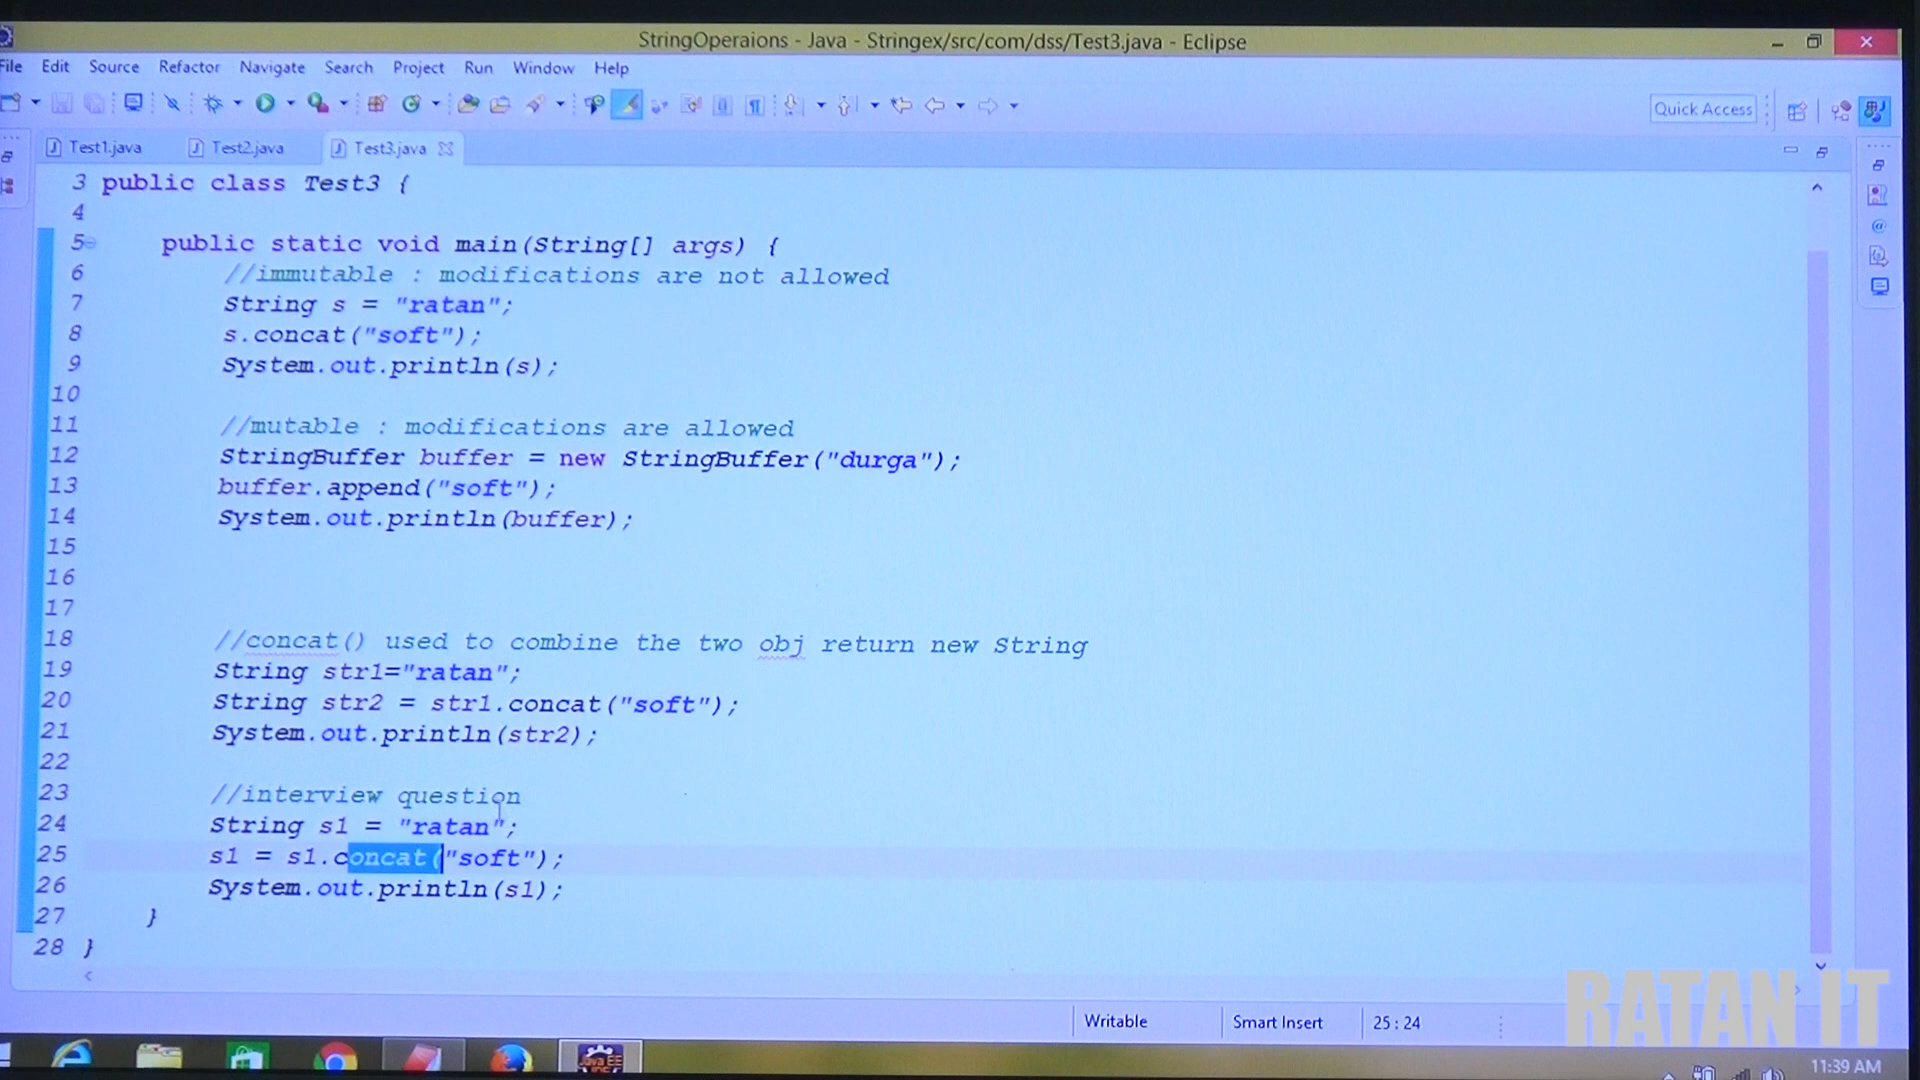 StringOperaions - Java - Stringex/src/com/dss/Test3.java - Eclipse
File Edit Source Refactor Navigate Search Project Run Window Help
Quick Access
Test1.java Test2.java Test3.java
3 public class Test3 {
4
5 public static void main(String[] args) {
6 //immutable : modifications are not allowed
7 String s = "ratan";
8 s.concat("soft");
9 System.out.println(s);
10
11 //mutable : modifications are allowed
12 StringBuffer buffer = new StringBuffer("durga");
13 buffer.append("soft");
14 System.out.println(buffer);
15
16
17
18 //concat() used to combine the two obj return new String
19 String str1="ratan";
20 String str2 = str1.concat("soft");
21 System.out.println(str2);
22
23 //interview question
24 String s1 = "ratan";
25 s1 = s1.concat("soft");
26 System.out.println(s1);
27 }
28 }
RATAN IT
Writable Smart Insert 25 : 24
Java EE
IDE
11:39 AM